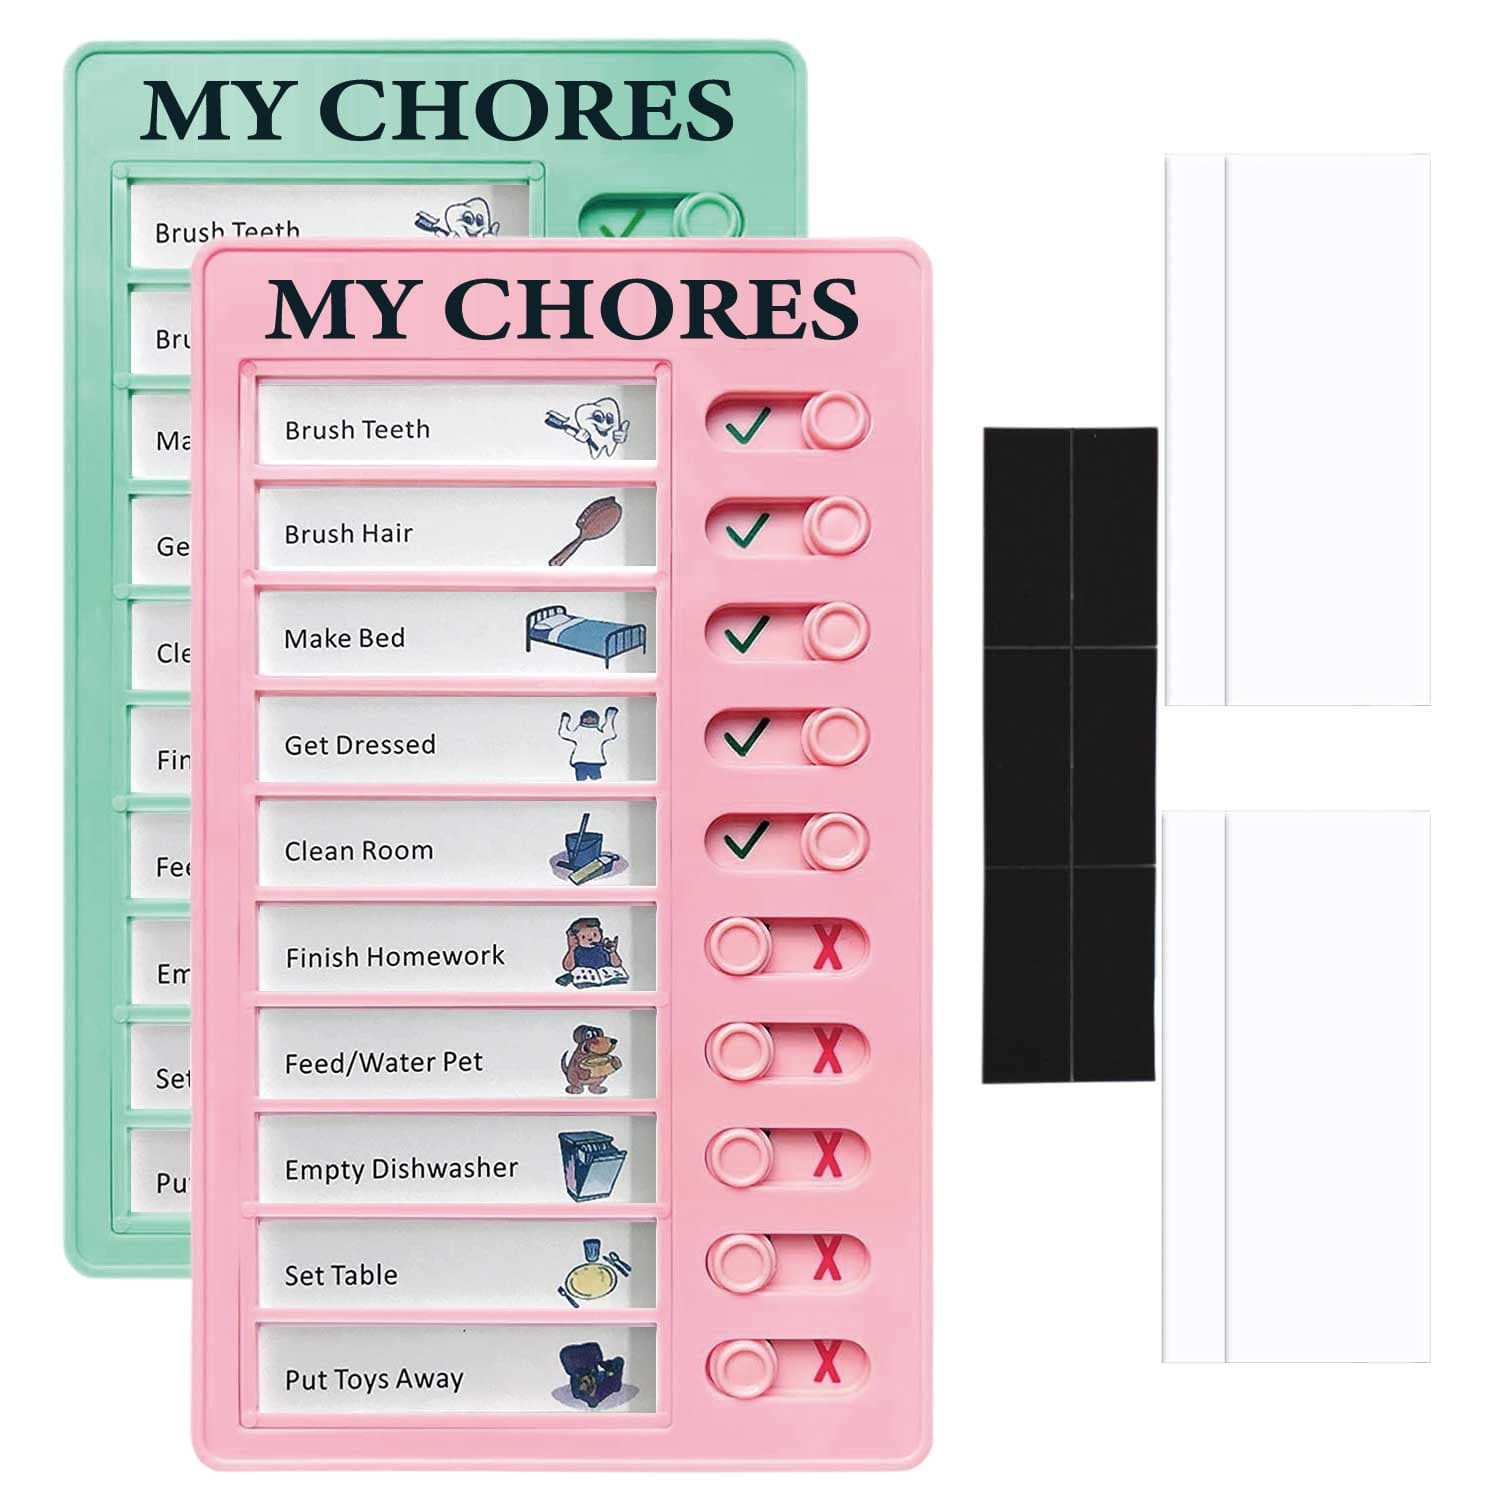 MY CHORES
Brush Teeth
Bru
Ma
Ge
Cle
Fin
Fee
Em
Set
Pu
MY CHORES
Brush Teeth
Brush Hair
Make Bed
Get Dressed
Clean Room
Finish Homework
Feed/Water Pet
Empty Dishwasher
Set Table
Put Toys Away
X
X
X
X
X